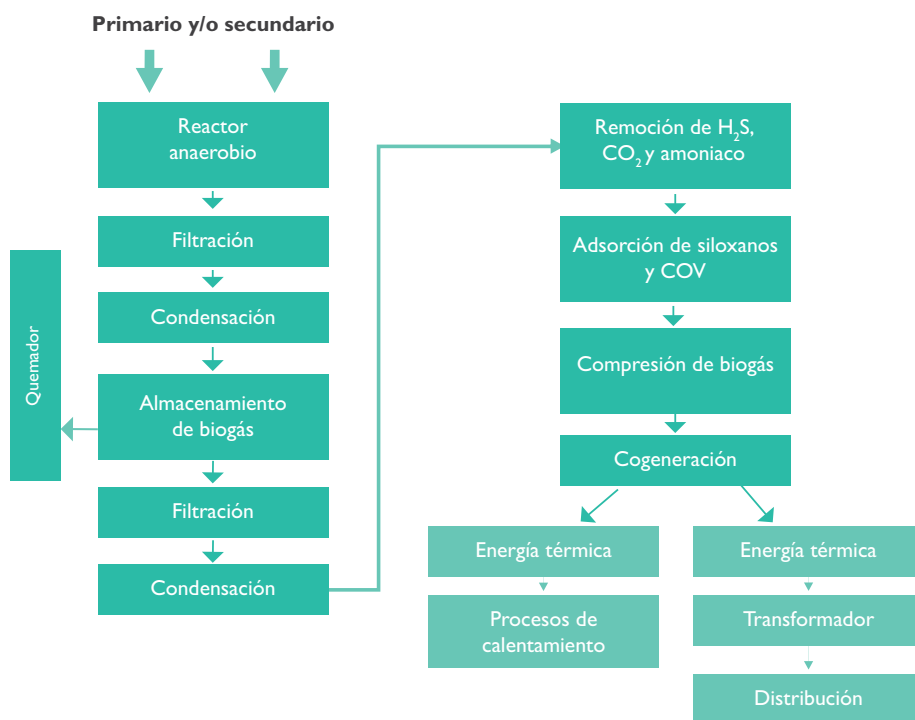 Primario y/o secundario
Reactor
anaerobio
Filtración
Condensación
Quemador
Almacenamiento
de biogás
Filtración
Condensación
Remoción de H₂S,
CO₂ y amoniaco
Adsorción de siloxanos
y COV
Compresión de biogás
Cogeneración
Energía térmica
Procesos de
calentamiento
Energía térmica
Transformador
Distribución